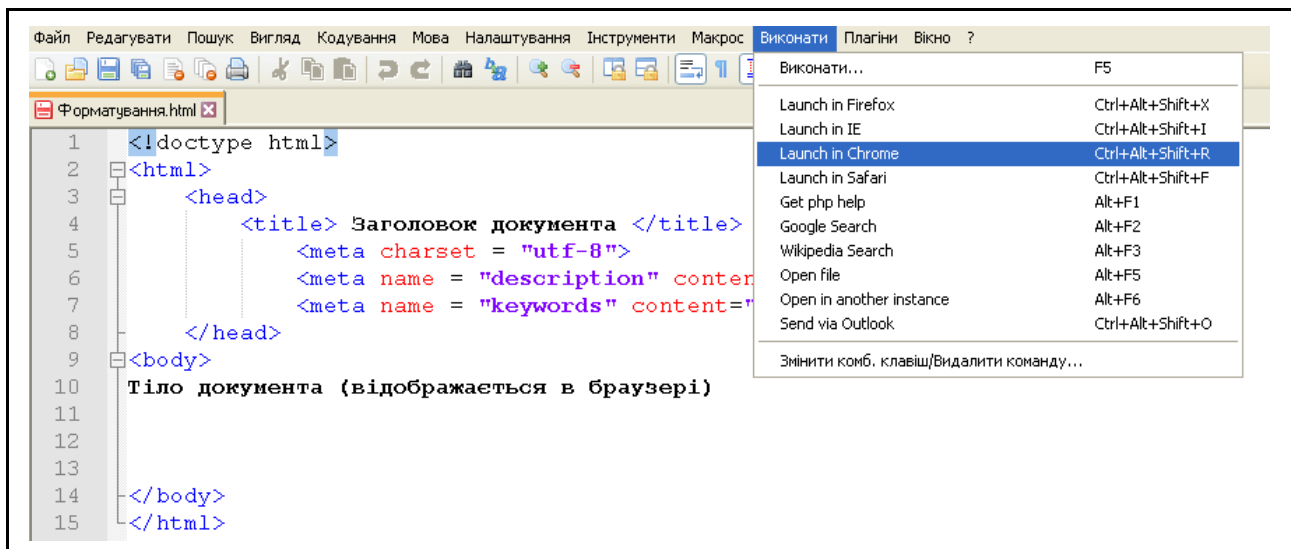 Файл Редагувати Пошук Вигляд Кодування Мова Налаштування Інструменти Макрос Виконати Плагіни Вікно ?
Форматування.html
Виконати... F5
Launch in Firefox Ctrl+Alt+Shift+X
Launch in IE Ctrl+Alt+Shift+I
Launch in Chrome Ctrl+Alt+Shift+R
Launch in Safari Ctrl+Alt+Shift+F
Get php help Alt+F1
Google Search Alt+F2
Wikipedia Search Alt+F3
Open file Alt+F5
Open in another instance Alt+F6
Send via Outlook Ctrl+Alt+Shift+O
Змінити комб. клавіш/Видалити команду...
1 <!doctype html>
2 <html>
3 <head>
4 <title> Заголовок документа </title>
5 <meta charset = "utf-8">
6 <meta name = "description" conten
7 <meta name = "keywords" content="
8 </head>
9 <body>
10 Тіло документа (відображається в браузері)
11
12
13
14 </body>
15 </html>